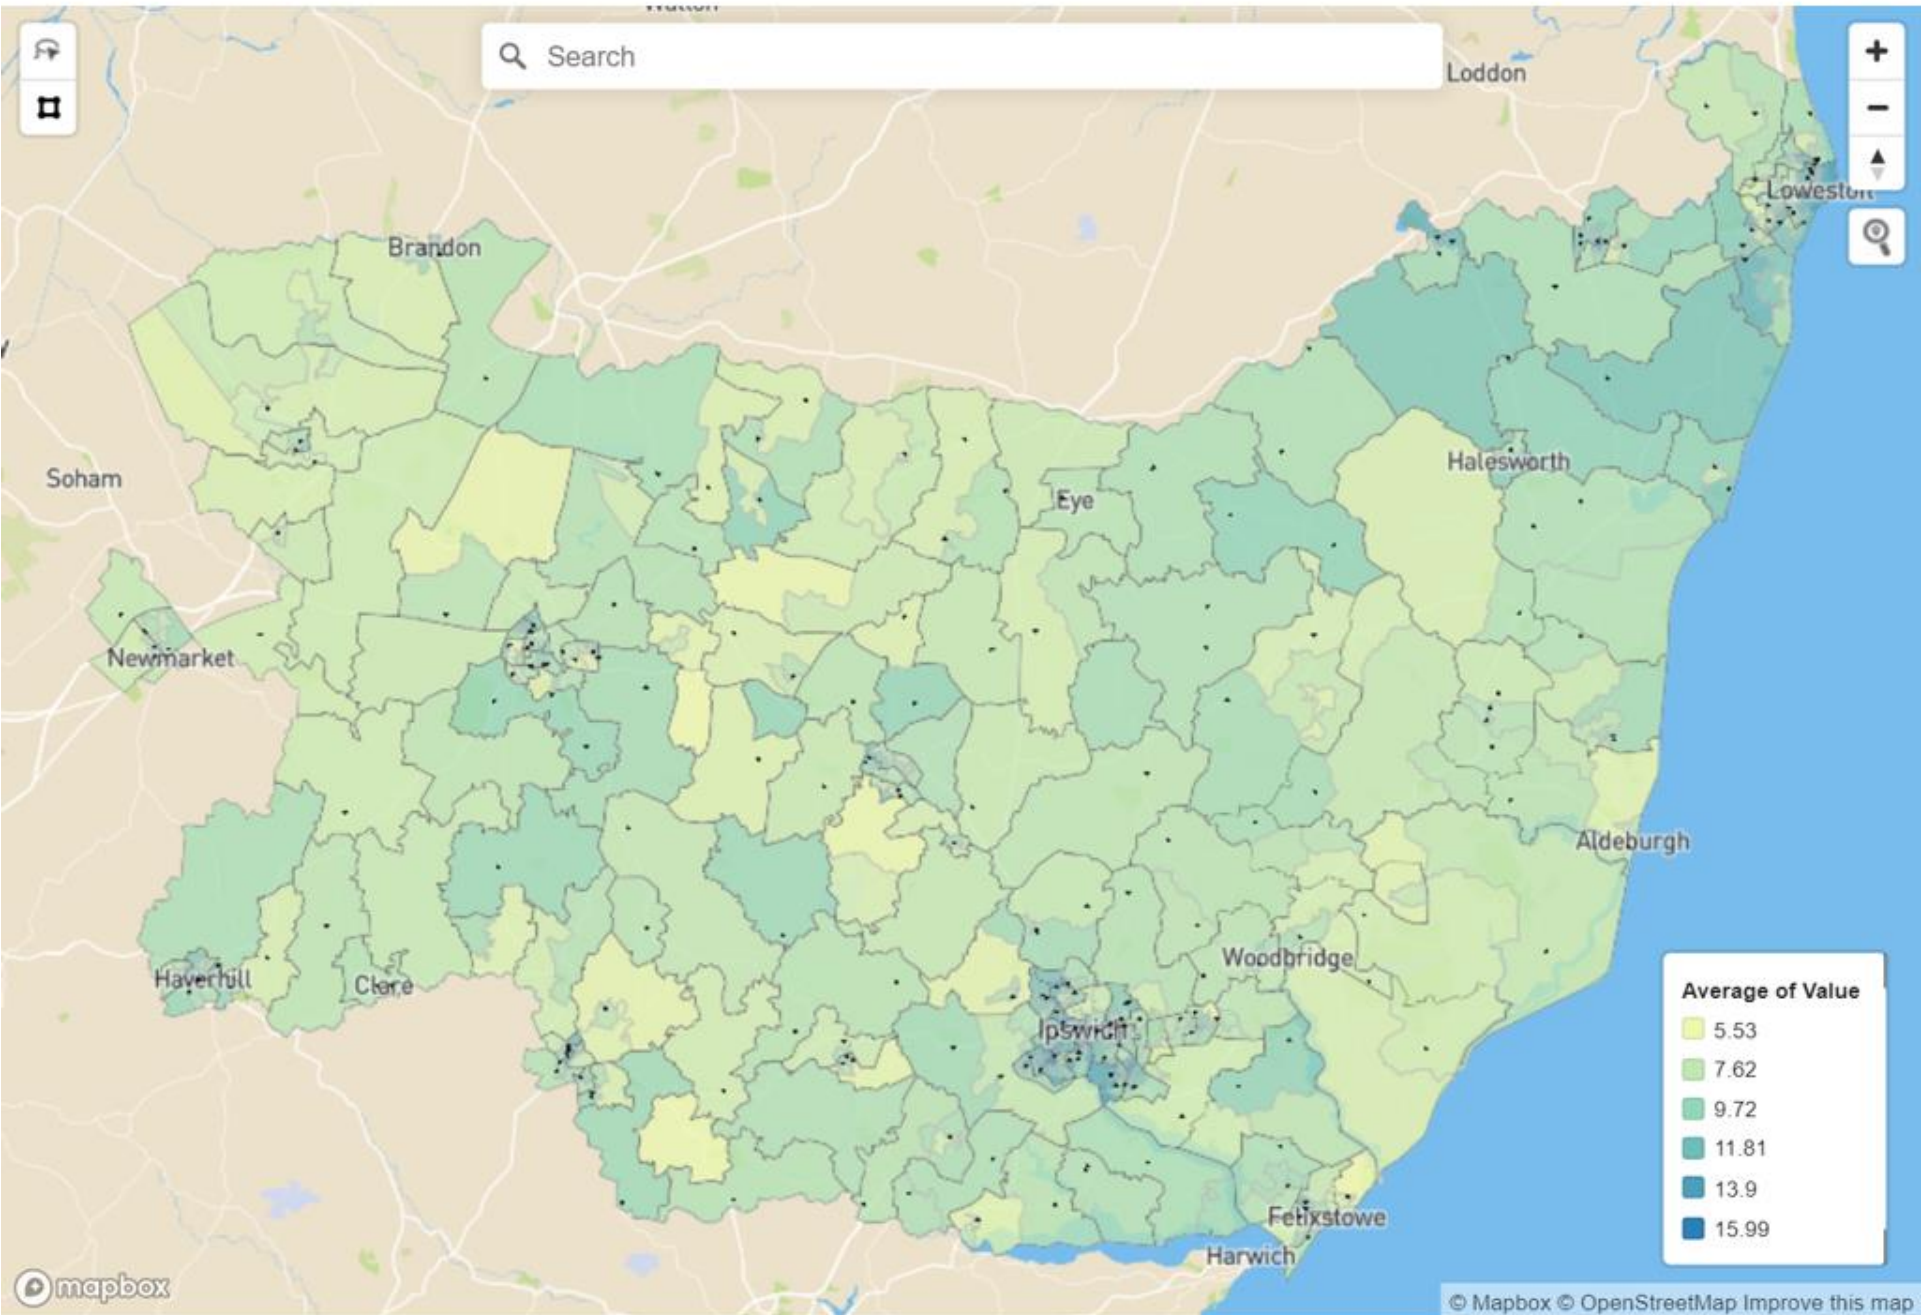 Search
Loddon
Lowestoft
Brandon
Soham
Halesworth
Eye
Newmarket
Aldeburgh
Haverhill
Clare
Woodbridge
Ipswich
Felixstowe
Harwich
Average of Value
5.53
7.62
9.72
11.81
13.9
15.99
mapbox
© Mapbox © OpenStreetMap Improve this map